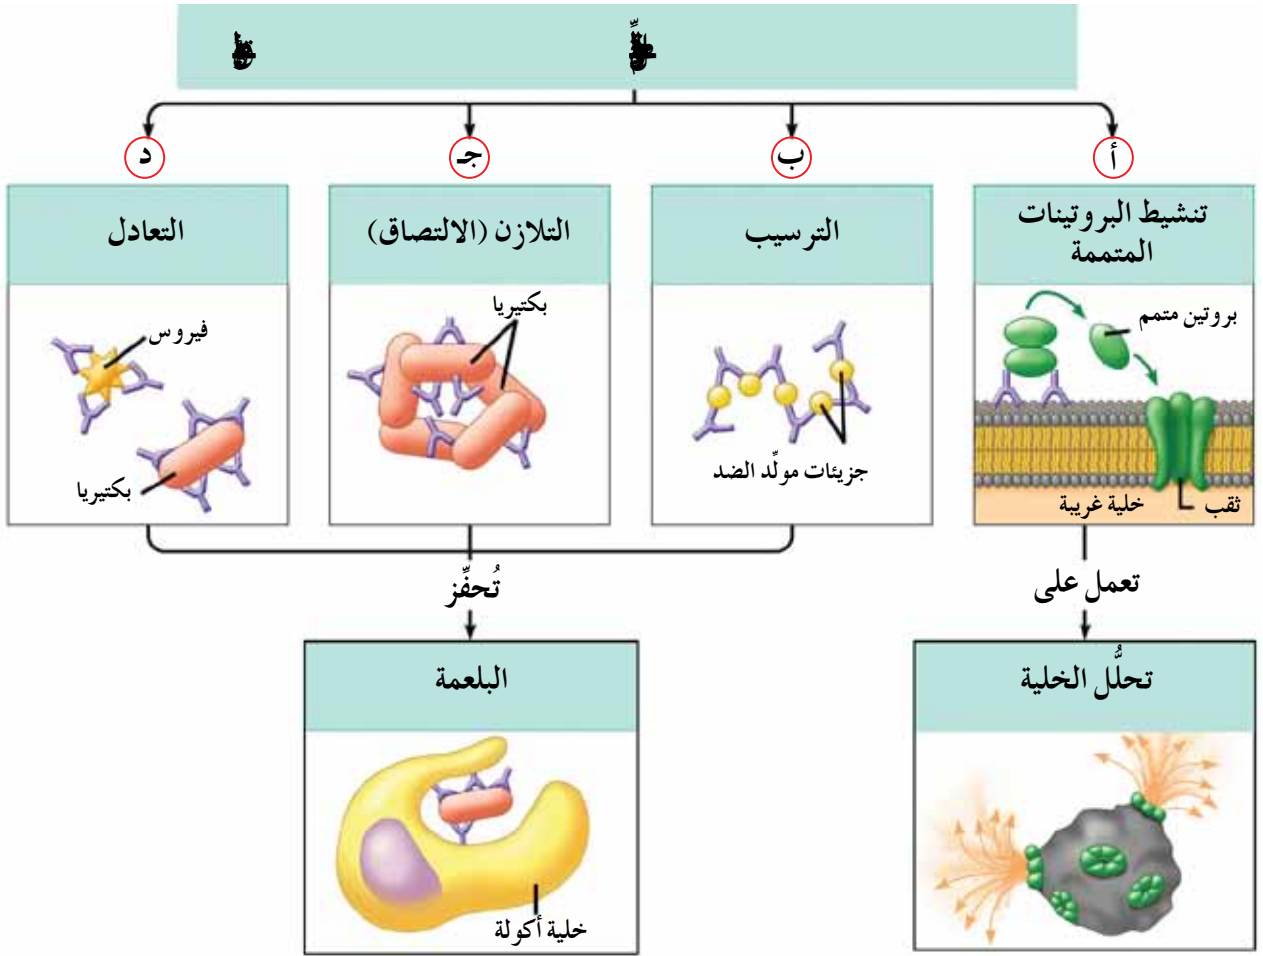 أ
ب
جـ
د
تنشيط البروتينات
المتممة
الترسيب
التلازن (الالتصاق)
التعادل
بروتين متمم
ثقب
خلية غريبة
جزيئات مولِّد الضد
بكتيريا
فيروس
بكتيريا
تعمل على
تُحفِّز
تحلُّل الخلية
البلعمة
خلية أكولة